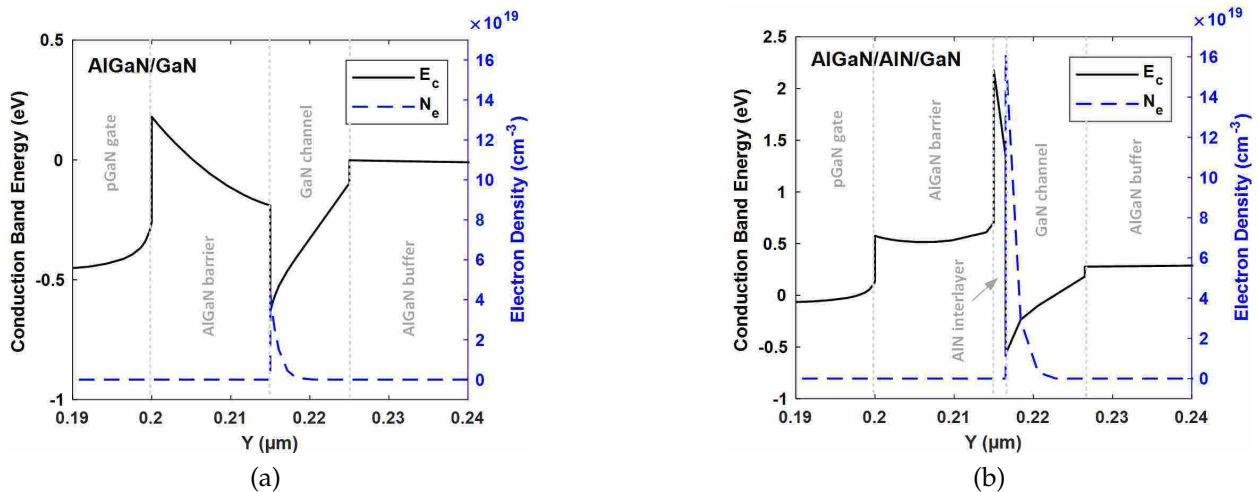 ×10^19
AlGaN/GaN
E_c
N_e
pGaN gate
AlGaN barrier
GaN channel
AlGaN buffer
Conduction Band Energy (eV)
0.5
0
-0.5
-1
Electron Density (cm^-3)
16
14
12
10
8
6
4
2
0
0.19
0.2
0.21
0.22
0.23
0.24
Y (µm)
(a)
×10^19
AlGaN/AlN/GaN
E_c
N_e
pGaN gate
AlGaN barrier
AlN interlayer
GaN channel
AlGaN buffer
Conduction Band Energy (eV)
2.5
2
1.5
1
0.5
0
-0.5
-1
Electron Density (cm^-3)
16
14
12
10
8
6
4
2
0
0.19
0.2
0.21
0.22
0.23
0.24
Y (µm)
(b)